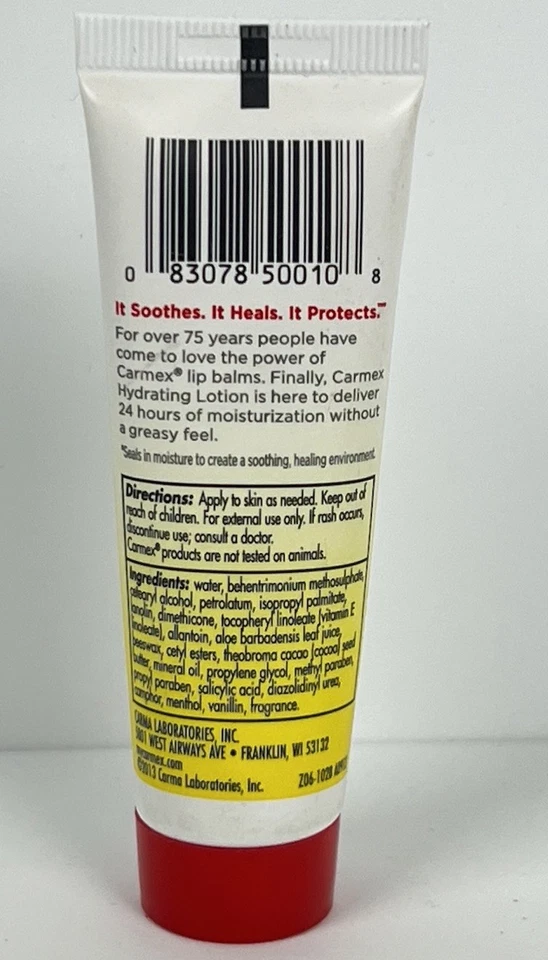 0 83078 50010 8
It Soothes. It Heals. It Protects.™
For over 75 years people have
come to love the power of
Carmex® lip balms. Finally, Carmex
Hydrating Lotion is here to deliver
24 hours of moisturization without
a greasy feel.
*Seals in moisture to create a soothing, healing environment.
Directions: Apply to skin as needed. Keep out of
reach of children. For external use only. If rash occurs,
discontinue use; consult a doctor.
Carmex® products are not tested on animals.
Ingredients: water, behentrimonium methosulphate,
cetearyl alcohol, petrolatum, isopropyl palmitate,
lanolin, dimethicone, tocopheryl linoleate (vitamin E
linoleate), allantoin, aloe barbadensis leaf juice,
beeswax, cetyl esters, theobroma cacao (cocoa) seed
butter, mineral oil, propylene glycol, methyl paraben,
propyl paraben, salicylic acid, diazolidinyl urea,
camphor, menthol, vanillin, fragrance.
CARMA LABORATORIES, INC.
WEST AIRWAYS AVE • FRANKLIN, WI 53132
©2013 Carma Laboratories, Inc. Z06-102B